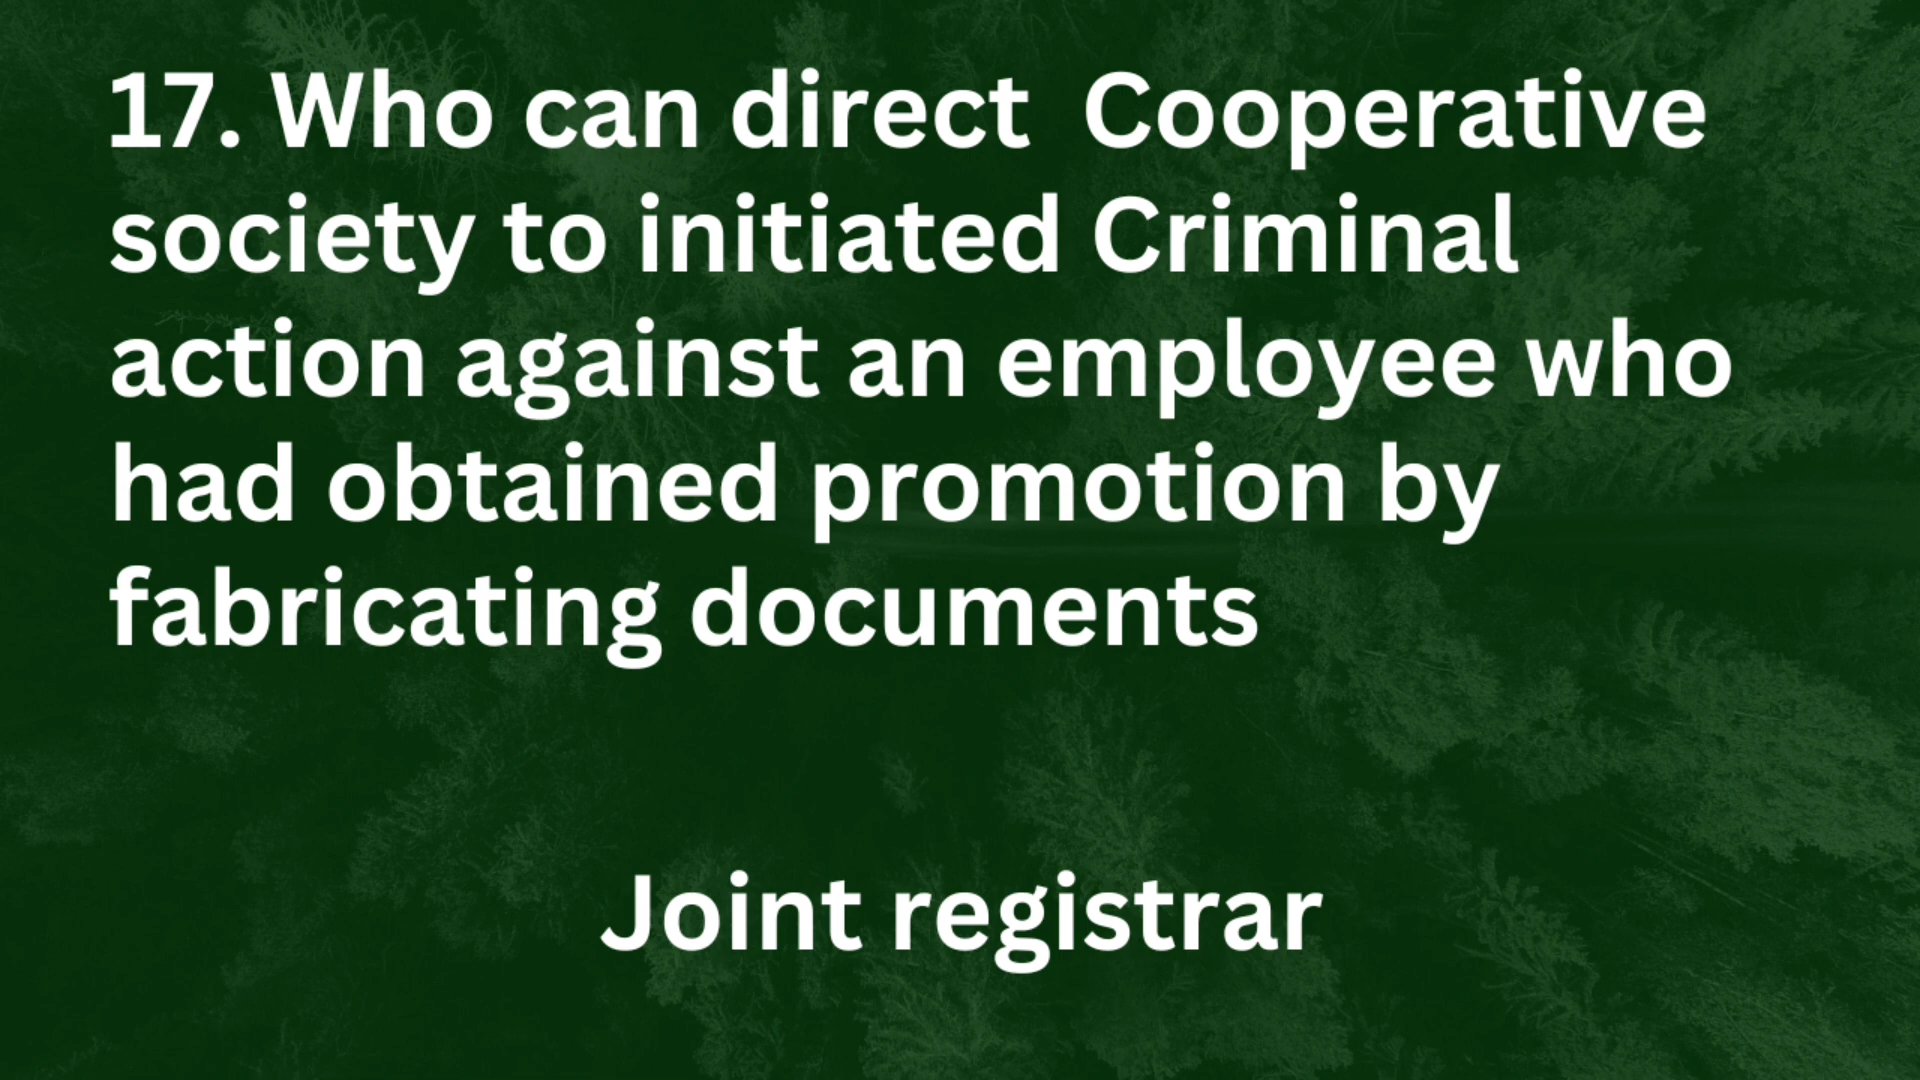 17. Who can direct  Cooperative
society to initiated Criminal
action against an employee who
had obtained promotion by
fabricating documents
Joint registrar